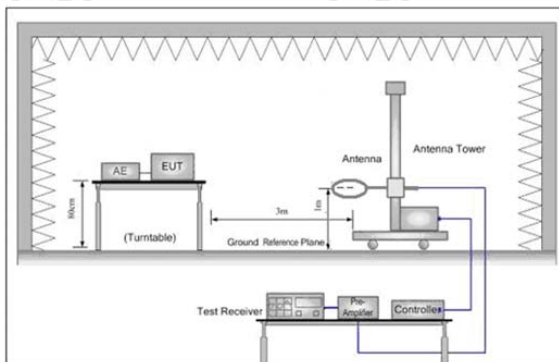 AE
EUT
80cm
(Turntable)
3m
1m
Antenna
Antenna Tower
Ground Reference Plane
Test Receiver
Pre-
Amplifier
Controller